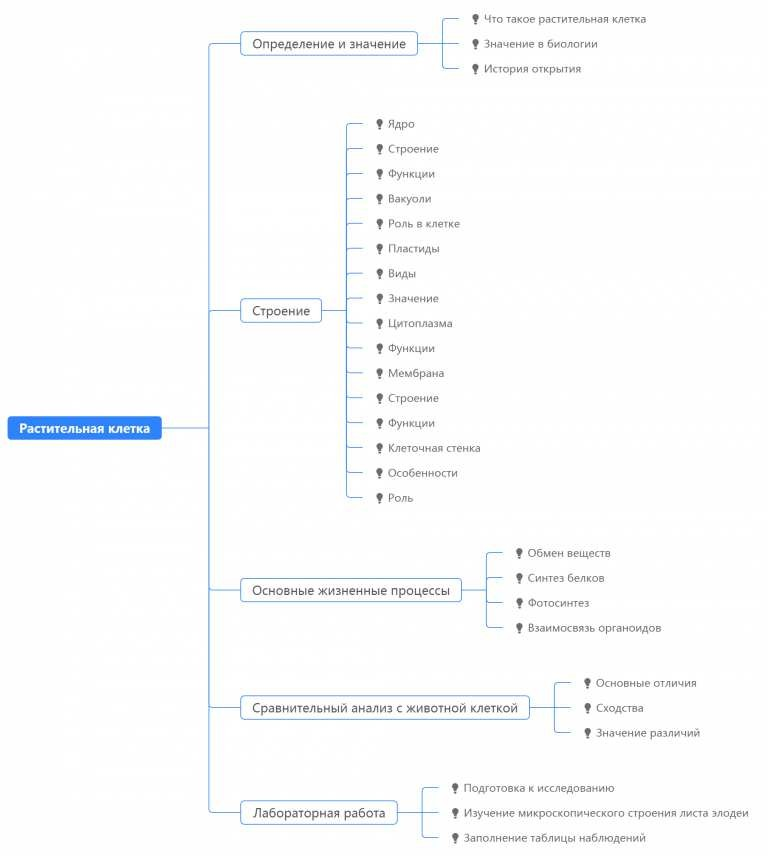 Растительная клетка
Определение и значение
Что такое растительная клетка
Значение в биологии
История открытия
Строение
Ядро
Строение
Функции
Вакуоли
Роль в клетке
Пластиды
Виды
Значение
Цитоплазма
Функции
Мембрана
Строение
Функции
Клеточная стенка
Особенности
Роль
Основные жизненные процессы
Обмен веществ
Синтез белков
Фотосинтез
Взаимосвязь органоидов
Сравнительный анализ с животной клеткой
Основные отличия
Сходства
Значение различий
Лабораторная работа
Подготовка к исследованию
Изучение микроскопического строения листа элодеи
Заполнение таблицы наблюдений